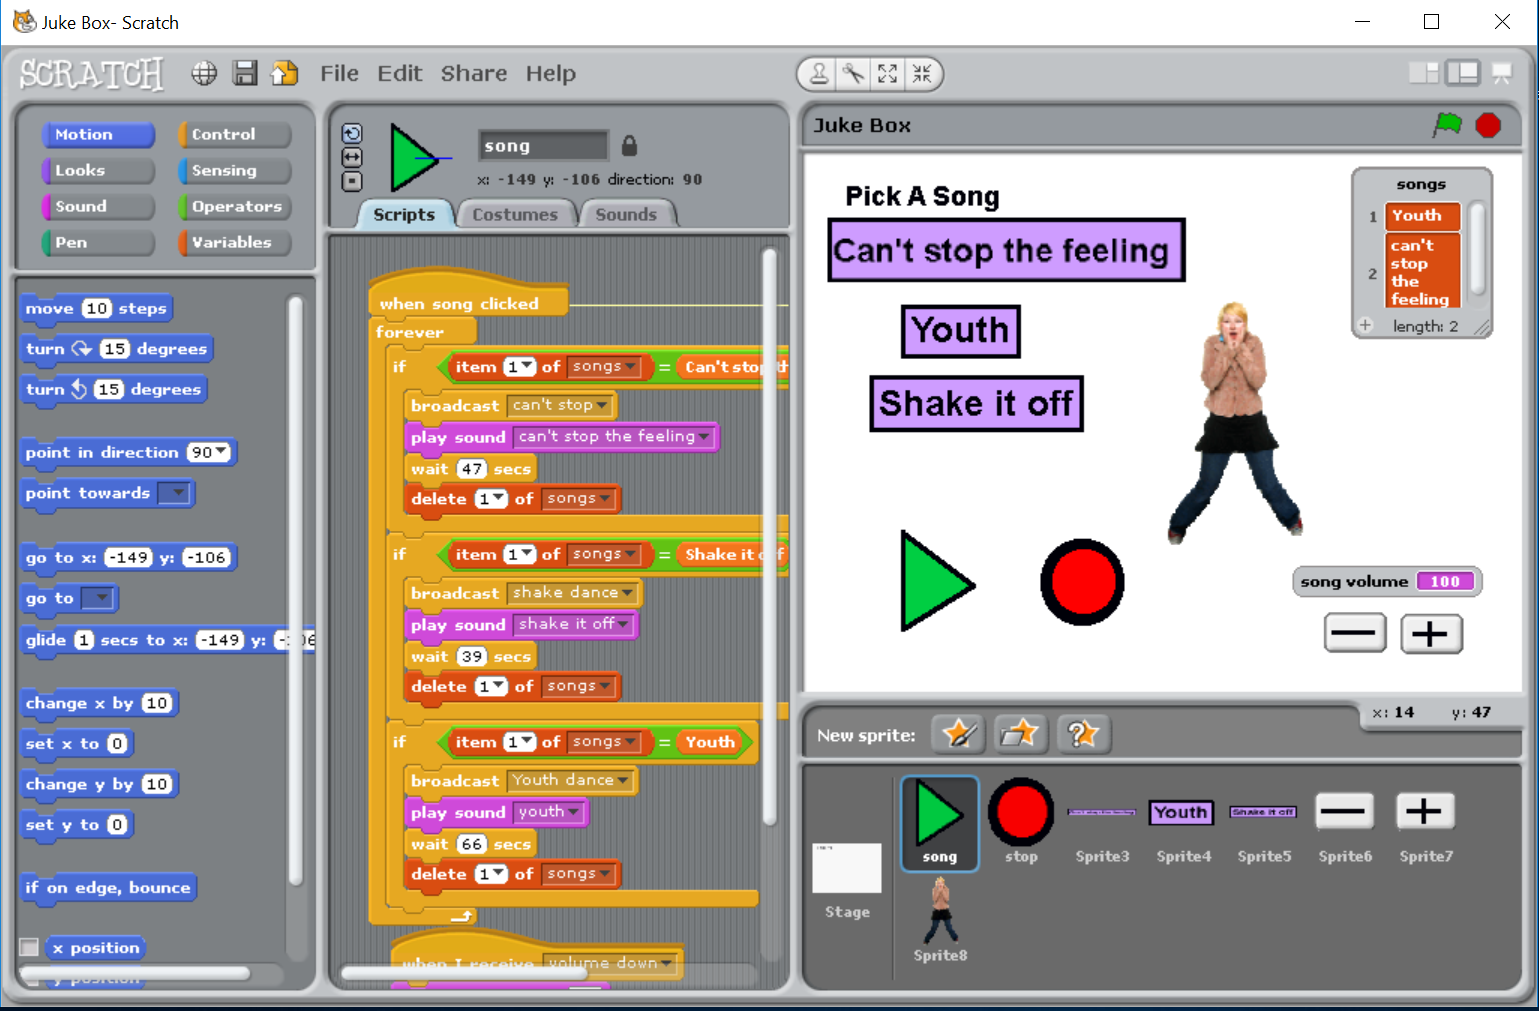 Juke Box- Scratch
SCRATCH
File Edit Share Help
Motion Control
Looks Sensing
Sound Operators
Pen Variables
move 10 steps
turn 15 degrees
turn 15 degrees
point in direction 90
point towards
go to x: -149 y: -106
go to
glide 1 secs to x: -149 y:
change x by 10
set x to 0
change y by 10
set y to 0
if on edge, bounce
x position
y position
song
x: -149 y: -106 direction: 90
Scripts Costumes Sounds
when song clicked
forever
if item 1 of songs = Can't stop
broadcast can't stop
play sound can't stop the feeling
wait 47 secs
delete 1 of songs
if item 1 of songs = Shake it off
broadcast shake dance
play sound shake it off
wait 39 secs
delete 1 of songs
if item 1 of songs = Youth
broadcast Youth dance
play sound youth
wait 66 secs
delete 1 of songs
when I receive volume down
Juke Box
Pick A Song
Can't stop the feeling
Youth
Shake it off
songs
1 Youth
2 can't
stop
the
feeling
+ length: 2
song volume 100
x: 14 y: 47
New sprite:
Youth Shake it off
song stop Sprite3 Sprite4 Sprite5 Sprite6 Sprite7
Stage
Sprite8